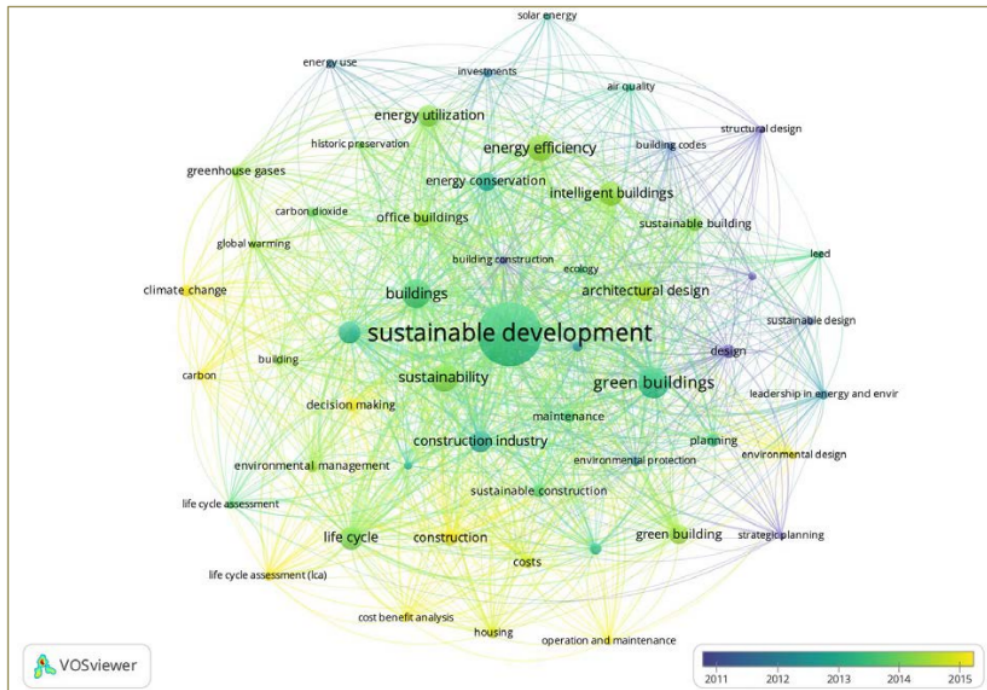 solar energy
energy use
investments
air quality
energy utilization
structural design
historic preservation
energy efficiency
building codes
greenhouse gases
energy conservation
intelligent buildings
carbon dioxide
office buildings
sustainable building
global warming
building construction
leed
ecology
climate change
buildings
architectural design
sustainable design
sustainable development
design
building
carbon
sustainability
green buildings
leadership in energy and envir
decision making
maintenance
construction industry
planning
environmental design
environmental management
environmental protection
life cycle assessment
sustainable construction
life cycle
construction
green building
strategic planning
costs
life cycle assessment (lca)
cost benefit analysis
housing
operation and maintenance
VOSviewer
2011 2012 2013 2014 2015